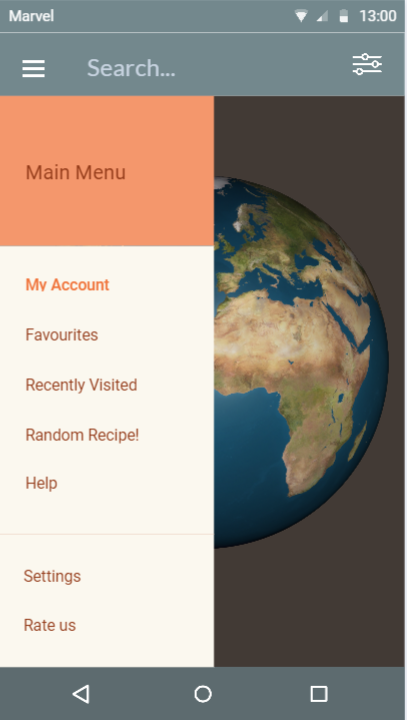 Marvel 13:00
Search...
Main Menu
My Account
Favourites
Recently Visited
Random Recipe!
Help
Settings
Rate us